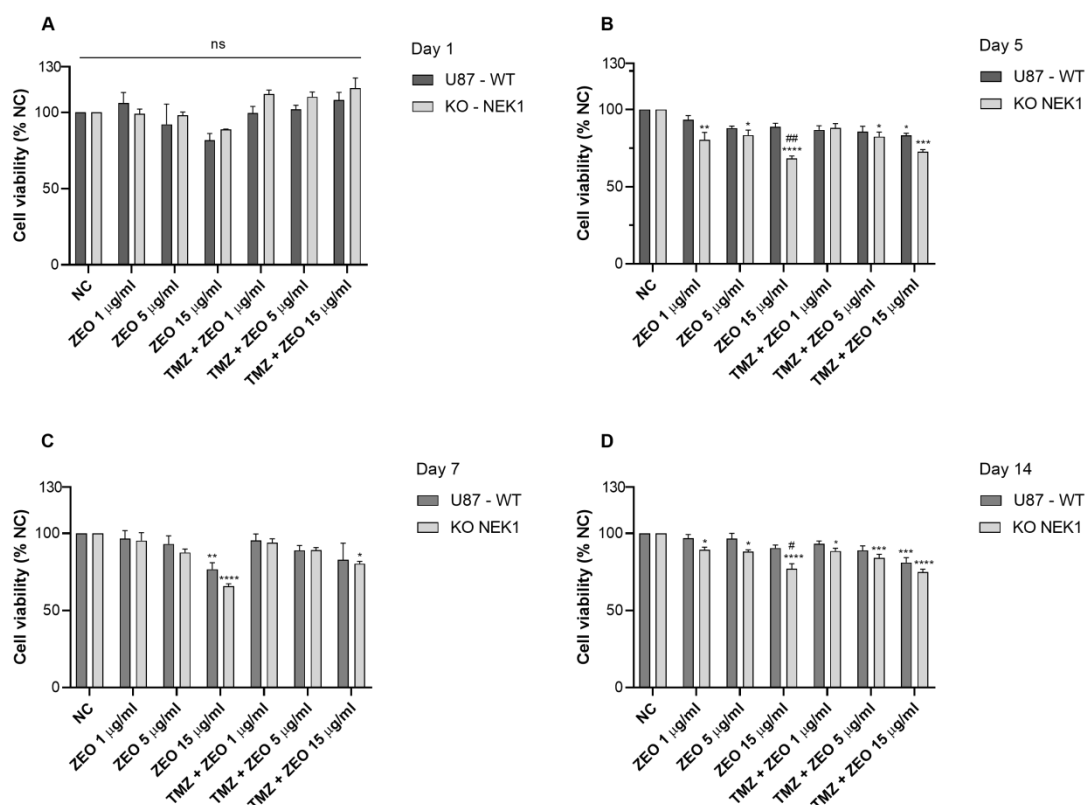 A
ns
Day 1
U87 - WT
KO - NEK1
Cell viability (% NC)
130
100
50
0
NC
ZEO 1 µg/ml
ZEO 5 µg/ml
ZEO 15 µg/ml
TMZ + ZEO 1 µg/ml
TMZ + ZEO 5 µg/ml
TMZ + ZEO 15 µg/ml
B
Day 5
U87 - WT
KO NEK1
Cell viability (% NC)
130
100
50
0
**
*
##
****
*
*
***
NC
ZEO 1 µg/ml
ZEO 5 µg/ml
ZEO 15 µg/ml
TMZ + ZEO 1 µg/ml
TMZ + ZEO 5 µg/ml
TMZ + ZEO 15 µg/ml
C
Day 7
U87 - WT
KO NEK1
Cell viability (% NC)
130
100
50
0
**
****
*
NC
ZEO 1 µg/ml
ZEO 5 µg/ml
ZEO 15 µg/ml
TMZ + ZEO 1 µg/ml
TMZ + ZEO 5 µg/ml
TMZ + ZEO 15 µg/ml
D
Day 14
U87 - WT
KO NEK1
Cell viability (% NC)
130
100
50
0
*
*
#
****
*
***
***
****
NC
ZEO 1 µg/ml
ZEO 5 µg/ml
ZEO 15 µg/ml
TMZ + ZEO 1 µg/ml
TMZ + ZEO 5 µg/ml
TMZ + ZEO 15 µg/ml